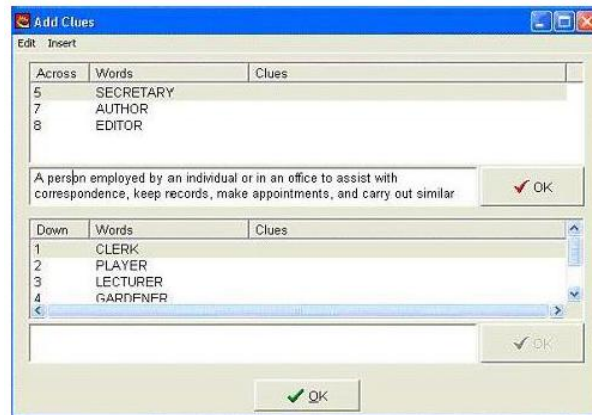 Add Clues
Edit Insert
Across Words Clues
5 SECRETARY
7 AUTHOR
8 EDITOR
A person employed by an individual or in an office to assist with
correspondence, keep records, make appointments, and carry out similar
OK
Down Words Clues
1 CLERK
2 PLAYER
3 LECTURER
4 GARDENER
OK
OK